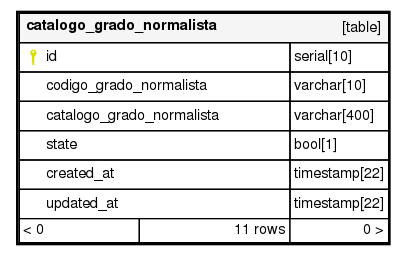 catalogo_grado_normalista [table]
id serial[10]
codigo_grado_normalista varchar[10]
catalogo_grado_normalista varchar[400]
state bool[1]
created_at timestamp[22]
updated_at timestamp[22]
< 0 11 rows 0 >